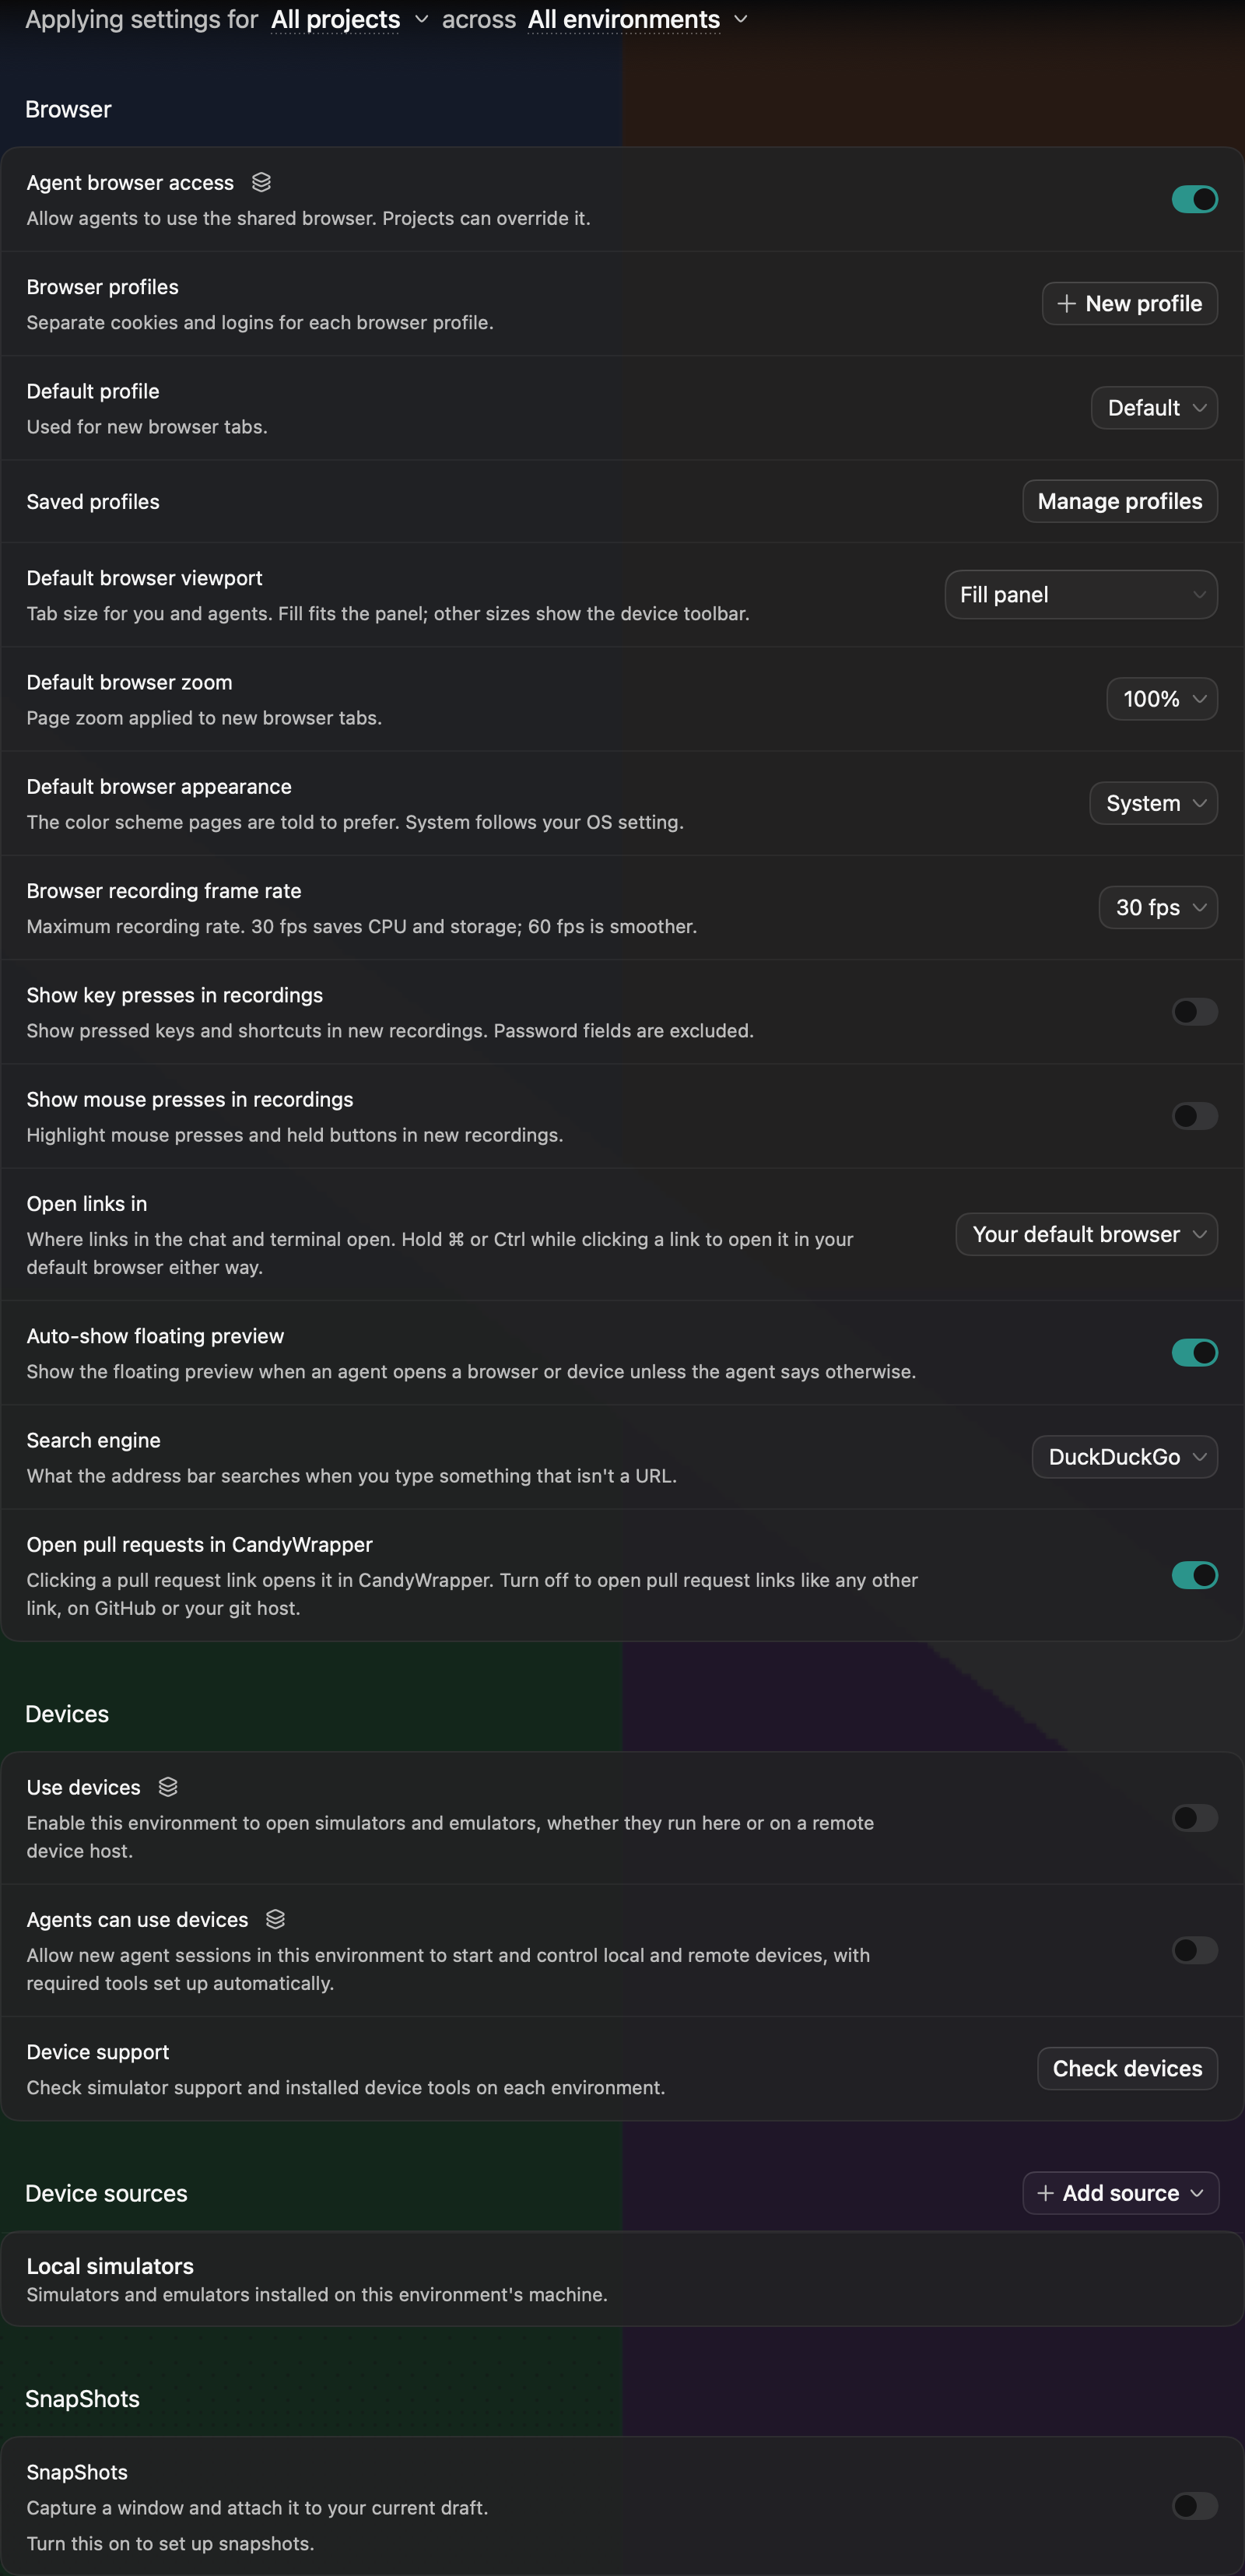 Applying settings for All projects across All environments
Browser
Agent browser access
Allow agents to use the shared browser. Projects can override it.
Browser profiles
Separate cookies and logins for each browser profile.
New profile
Default profile
Used for new browser tabs.
Default
Saved profiles
Manage profiles
Default browser viewport
Tab size for you and agents. Fill fits the panel; other sizes show the device toolbar.
Fill panel
Default browser zoom
Page zoom applied to new browser tabs.
100%
Default browser appearance
The color scheme pages are told to prefer. System follows your OS setting.
System
Browser recording frame rate
Maximum recording rate. 30 fps saves CPU and storage; 60 fps is smoother.
30 fps
Show key presses in recordings
Show pressed keys and shortcuts in new recordings. Password fields are excluded.
Show mouse presses in recordings
Highlight mouse presses and held buttons in new recordings.
Open links in
Where links in the chat and terminal open. Hold ⌘ or Ctrl while clicking a link to open it in your
default browser either way.
Your default browser
Auto-show floating preview
Show the floating preview when an agent opens a browser or device unless the agent says otherwise.
Search engine
What the address bar searches when you type something that isn't a URL.
DuckDuckGo
Open pull requests in CandyWrapper
Clicking a pull request link opens it in CandyWrapper. Turn off to open pull request links like any other
link, on GitHub or your git host.
Devices
Use devices
Enable this environment to open simulators and emulators, whether they run here or on a remote
device host.
Agents can use devices
Allow new agent sessions in this environment to start and control local and remote devices, with
required tools set up automatically.
Device support
Check simulator support and installed device tools on each environment.
Check devices
Device sources
Add source
Local simulators
Simulators and emulators installed on this environment's machine.
SnapShots
SnapShots
Capture a window and attach it to your current draft.
Turn this on to set up snapshots.